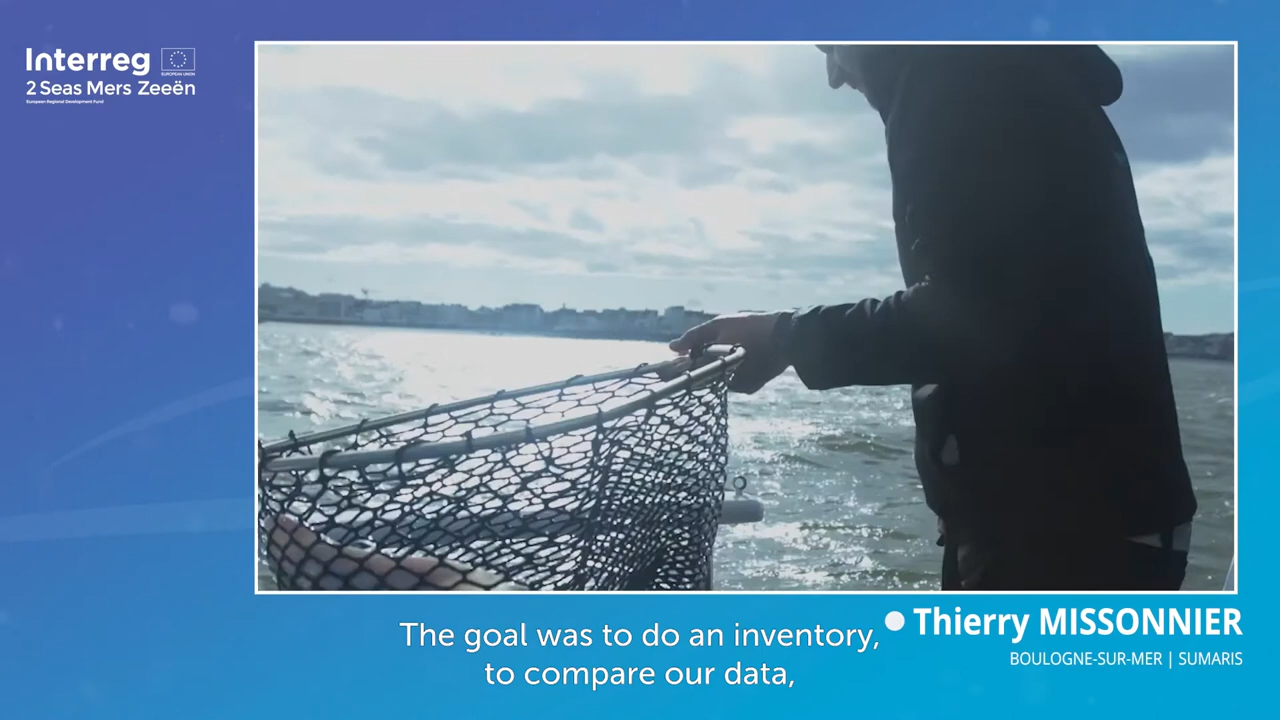 Interreg
EUROPEAN UNION
2 Seas Mers Zeeën
European Regional Development Fund
The goal was to do an inventory,
to compare our data,
Thierry MISSONNIER
BOULOGNE-SUR-MER | SUMARIS